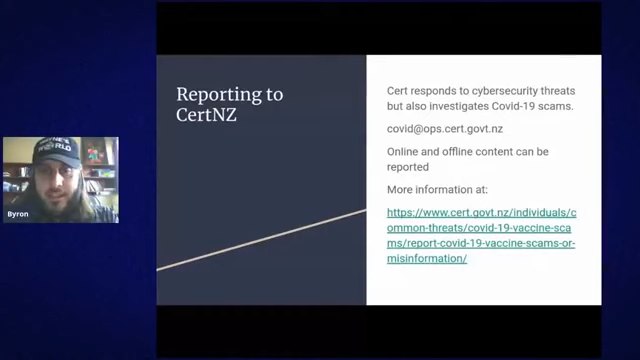 Reporting to
CertNZ
Cert responds to cybersecurity threats
but also investigates Covid-19 scams.
covid@ops.cert.govt.nz
Online and offline content can be
reported
More information at:
https://www.cert.govt.nz/individuals/c
ommon-threats/covid-19-vaccine-sca
ms/report-covid-19-vaccine-scams-or-
misinformation/
Byron